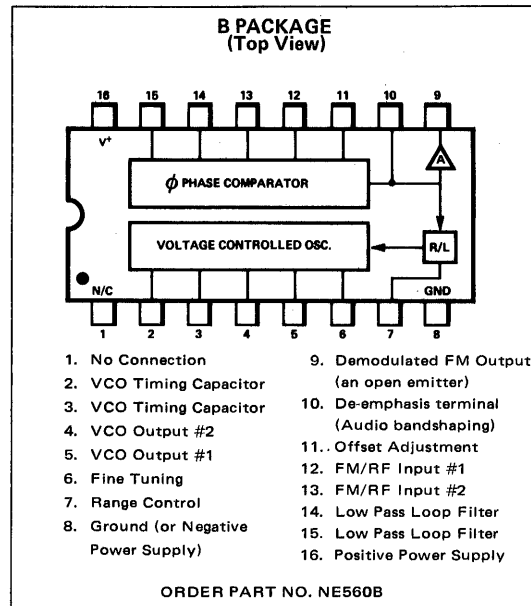 B PACKAGE
(Top View)
16 15 14 13 12 11 10 9
V+
A
ϕ PHASE COMPARATOR
VOLTAGE CONTROLLED OSC.
R/L
N/C
GND
1 2 3 4 5 6 7 8
1. No Connection
2. VCO Timing Capacitor
3. VCO Timing Capacitor
4. VCO Output #2
5. VCO Output #1
6. Fine Tuning
7. Range Control
8. Ground (or Negative
Power Supply)
9. Demodulated FM Output
(an open emitter)
10. De-emphasis terminal
(Audio bandshaping)
11.. Offset Adjustment
12. FM/RF Input #1
13. FM/RF Input #2
14. Low Pass Loop Filter
15. Low Pass Loop Filter
16. Positive Power Supply
ORDER PART NO. NE560B